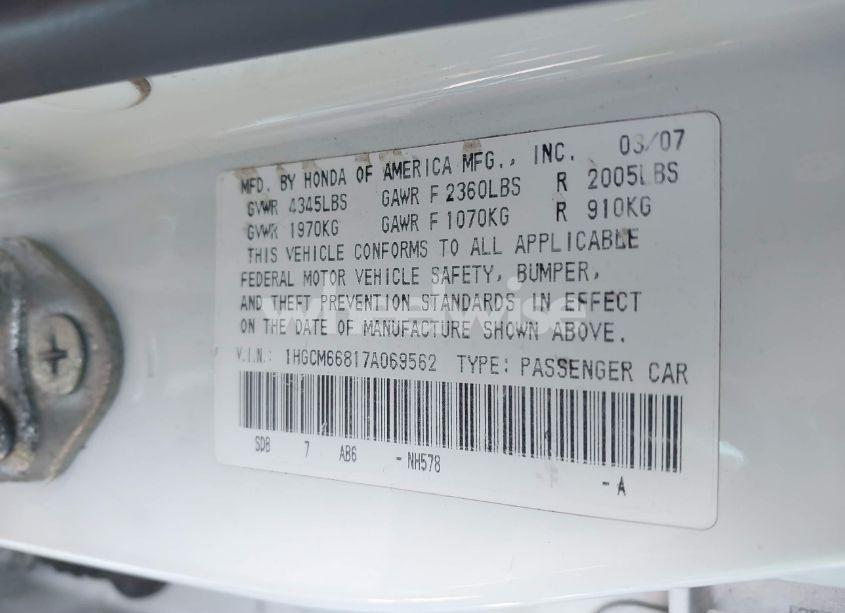 MFD. BY HONDA OF AMERICA MFG., INC. 03/07
GVWR 4345LBS GAWR F 2360LBS R 2005LBS
GVWR 1970KG GAWR F 1070KG R 910KG
THIS VEHICLE CONFORMS TO ALL APPLICABLE
FEDERAL MOTOR VEHICLE SAFETY, BUMPER,
AND THEFT PREVENTION STANDARDS IN EFFECT
ON THE DATE OF MANUFACTURE SHOWN ABOVE.
wheelwise
V.I.N.: 1HGCM66817A069562 TYPE: PASSENGER CAR
SDB 7 AB6 -NH578
-A